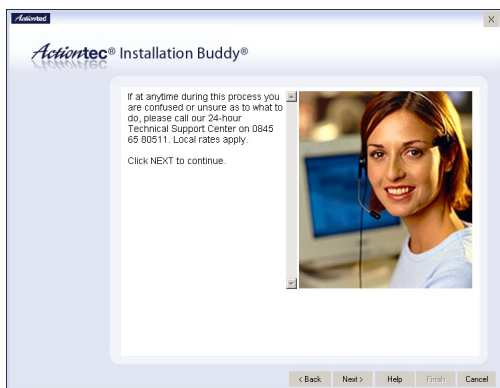 Actiontec
X
Actiontec® Installation Buddy®
If at anytime during this process you
are confused or unsure as to what to
do, please call our 24-hour
Technical Support Center on 0845
65 80511. Local rates apply.
Click NEXT to continue.
< Back Next > Help Finish Cancel